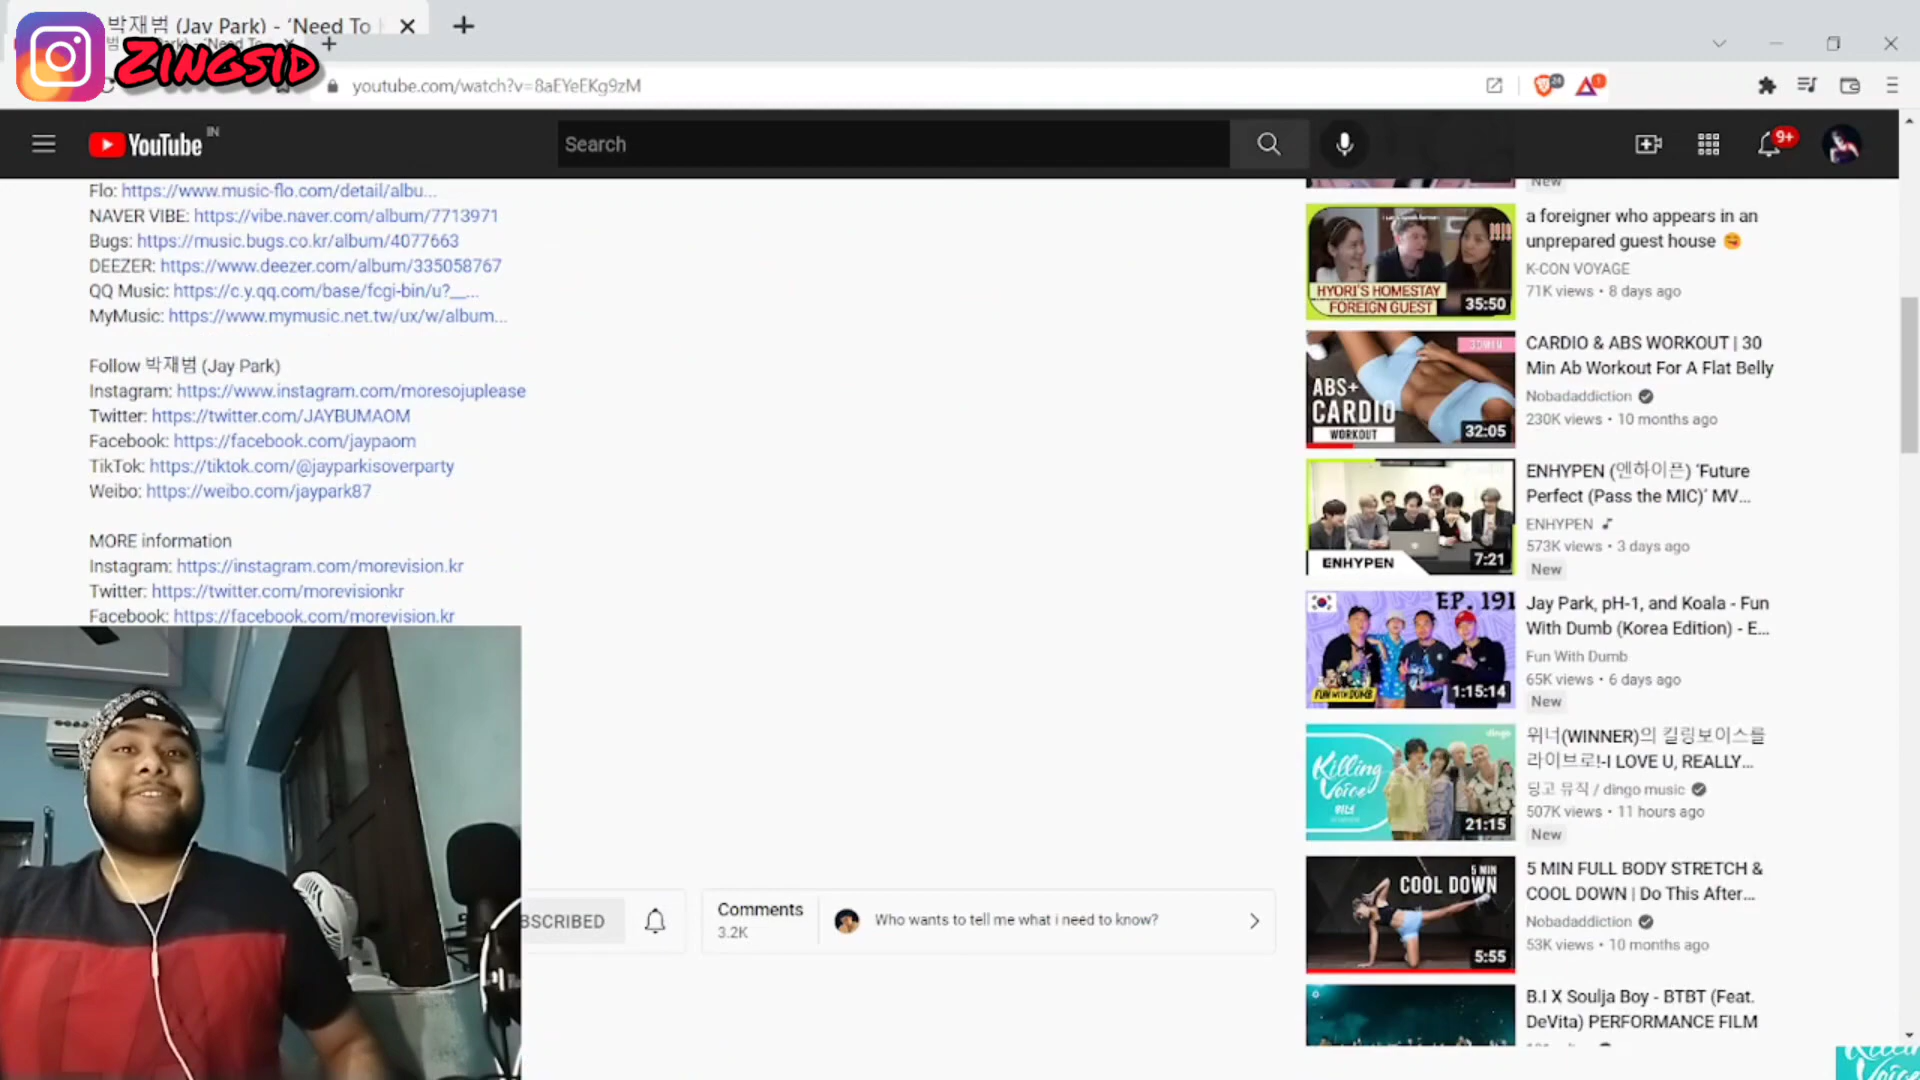 박재범 (Jay Park) - ‘Need To
Zingsid
youtube.com/watch?v=8aEYeEKg9zM
24
1
YouTube IN
Search
9+
Flo: https://www.music-flo.com/detail/albu...
NAVER VIBE: https://vibe.naver.com/album/7713971
Bugs: https://music.bugs.co.kr/album/4077663
DEEZER: https://www.deezer.com/album/335058767
QQ Music: https://c.y.qq.com/base/fcgi-bin/u?__...
MyMusic: https://www.mymusic.net.tw/ux/w/album...
Follow 박재범 (Jay Park)
Instagram: https://www.instagram.com/moresojuplease
Twitter: https://twitter.com/JAYBUMAOM
Facebook: https://facebook.com/jaypaom
TikTok: https://tiktok.com/@jayparkisoverparty
Weibo: https://weibo.com/jaypark87
MORE information
Instagram: https://instagram.com/morevision.kr
Twitter: https://twitter.com/morevisionkr
Facebook: https://facebook.com/morevision.kr
BSCRIBED
Comments
3.2K
Who wants to tell me what i need to know?
New
HYORI'S HOMESTAY
FOREIGN GUEST
35:50
a foreigner who appears in an
unprepared guest house
K-CON VOYAGE
71K views • 8 days ago
ABS+
CARDIO
WORKOUT
32:05
CARDIO & ABS WORKOUT | 30
Min Ab Workout For A Flat Belly
Nobadaddiction
230K views • 10 months ago
ENHYPEN
7:21
ENHYPEN (엔하이픈) ‘Future
Perfect (Pass the MIC)’ MV...
ENHYPEN
573K views • 3 days ago
New
EP. 191
FUN WITH DUMB
1:15:14
Jay Park, pH-1, and Koala - Fun
With Dumb (Korea Edition) - E...
Fun With Dumb
65K views • 6 days ago
New
dingo
Killing
Voice
위너
21:15
위너(WINNER)의 킬링보이스를
라이브로!-I LOVE U, REALLY...
딩고 뮤직 / dingo music
507K views • 11 hours ago
New
5 MIN
COOL DOWN
5:55
5 MIN FULL BODY STRETCH &
COOL DOWN | Do This After...
Nobadaddiction
53K views • 10 months ago
B.I X Soulja Boy - BTBT (Feat.
DeVita) PERFORMANCE FILM
Killing
Voice